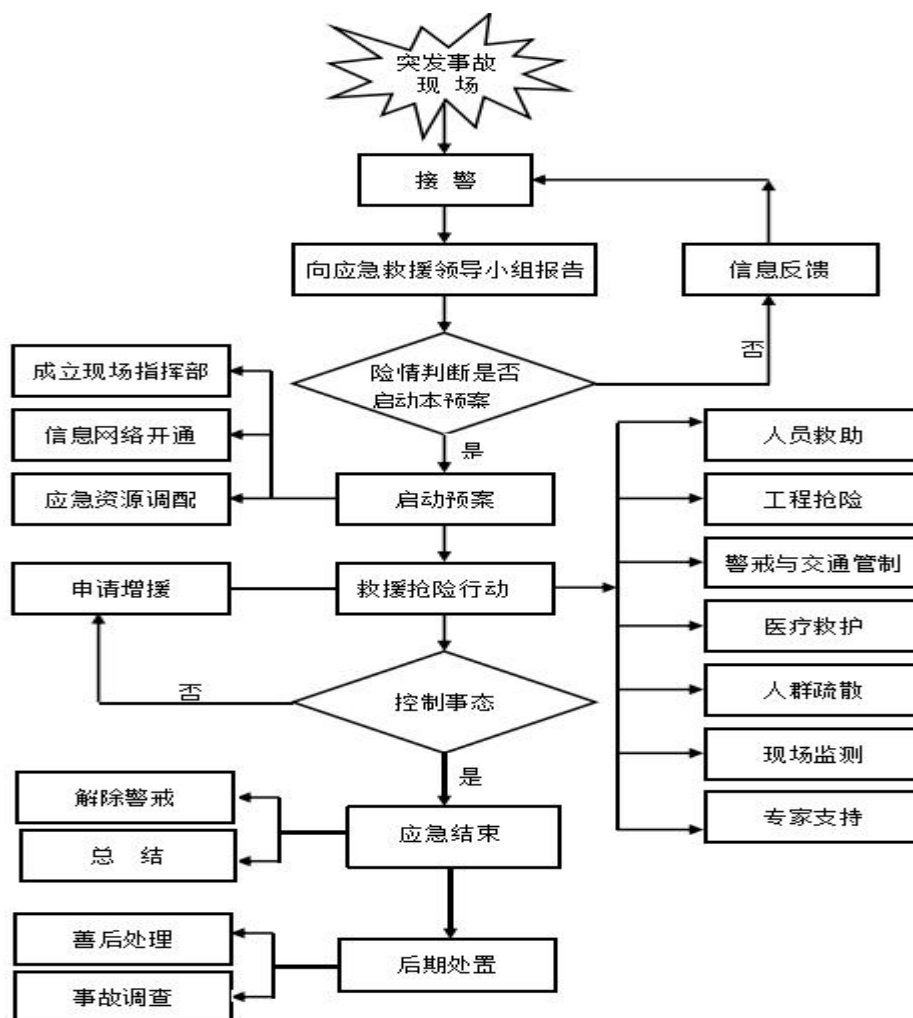 突发事故
现 场
接 警
向应急救援领导小组报告
信息反馈
否
险情判断是否
启动本预案
成立现场指挥部
信息网络开通
应急资源调配
是
启动预案
人员救助
工程抢险
警戒与交通管制
医疗救护
人群疏散
现场监测
专家支持
申请增援
救援抢险行动
否
控制事态
是
解除警戒
总 结
应急结束
善后处理
事故调查
后期处置